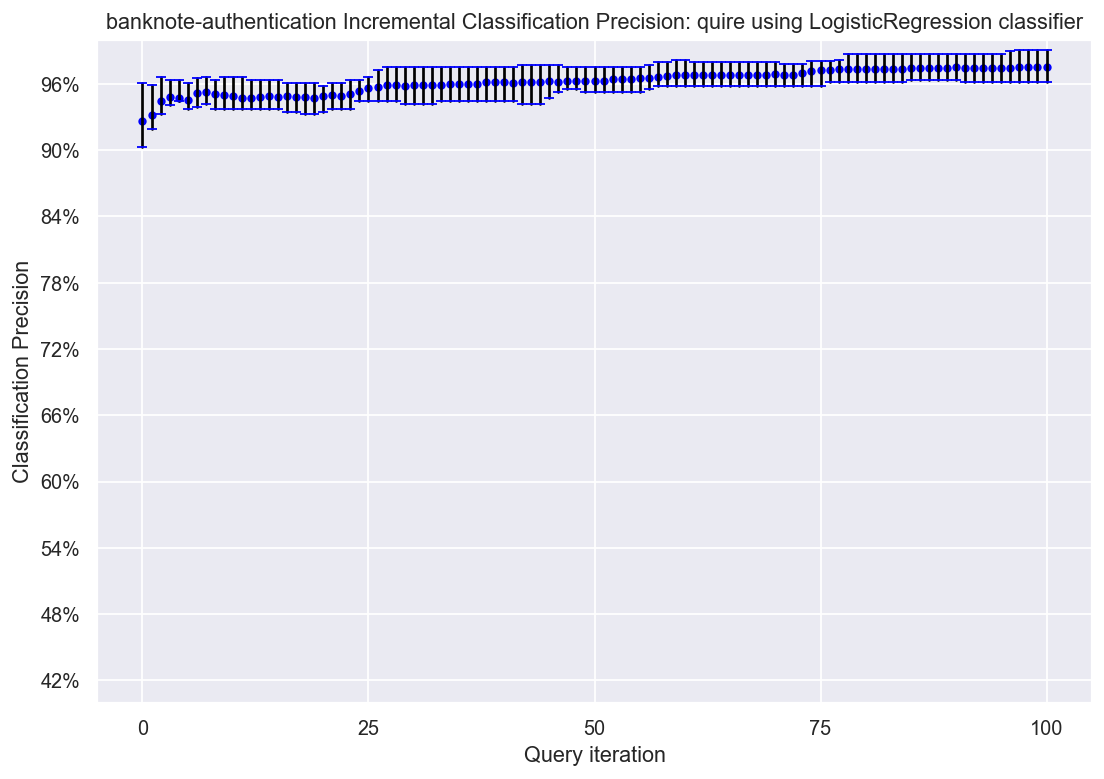 banknote-authentication Incremental Classification Precision: quire using LogisticRegression classifier
96%
90%
84%
78%
72%
66%
60%
54%
48%
42%
Classification Precision
0 25 50 75 100
Query iteration